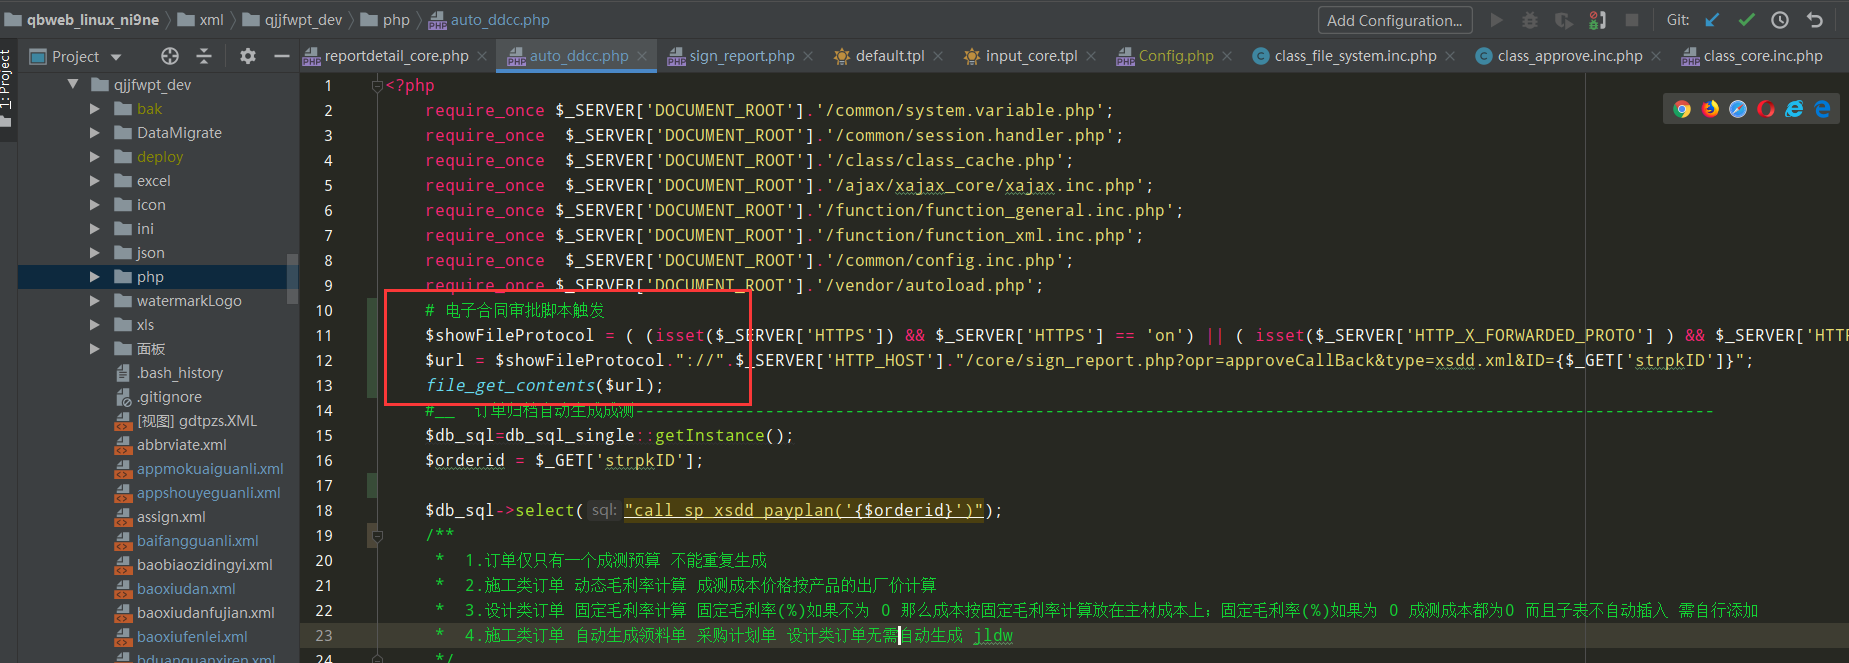 qbweb_linux_ni9ne xml qjjfwpt_dev php auto_ddcc.php Add Configuration... Git:
Project reportdetail_core.php auto_ddcc.php sign_report.php default.tpl input_core.tpl Config.php class_file_system.inc.php class_approve.inc.php class_core.inc.php
1: Project
qjjfwpt_dev
bak
DataMigrate
deploy
excel
icon
ini
json
php
watermarkLogo
xls
面板
.bash_history
.gitignore
[视图] gdtpzs.XML
abbrviate.xml
appmokuaiguanli.xml
appshouyeguanli.xml
assign.xml
baifangguanli.xml
baobiaozidingyi.xml
baoxiudan.xml
baoxiudanfujian.xml
baoxiufenlei.xml
1 <?php
2 require_once $_SERVER['DOCUMENT_ROOT'].'/common/system.variable.php';
3 require_once  $_SERVER['DOCUMENT_ROOT'].'/common/session.handler.php';
4 require_once  $_SERVER['DOCUMENT_ROOT'].'/class/class_cache.php';
5 require_once  $_SERVER['DOCUMENT_ROOT'].'/ajax/xajax_core/xajax.inc.php';
6 require_once $_SERVER['DOCUMENT_ROOT'].'/function/function_general.inc.php';
7 require_once $_SERVER['DOCUMENT_ROOT'].'/function/function_xml.inc.php';
8 require_once  $_SERVER['DOCUMENT_ROOT'].'/common/config.inc.php';
9 require_once $_SERVER['DOCUMENT_ROOT'].'/vendor/autoload.php';
10 # 电子合同审批脚本触发
11 $showFileProtocol = ( (isset($_SERVER['HTTPS']) && $_SERVER['HTTPS'] == 'on') || ( isset($_SERVER['HTTP_X_FORWARDED_PROTO'] ) && $_SERVER['HTT
12 $url = $showFileProtocol."://".$_SERVER['HTTP_HOST']."/core/sign_report.php?opr=approveCallBack&type=xsdd.xml&ID={$_GET['strpkID']}";
13 file_get_contents($url);
14 #__  订单归档自动生成成测------------------------------------------------------------------------------------------------------------
15 $db_sql=db_sql_single::getInstance();
16 $orderid = $_GET['strpkID'];
17
18 $db_sql->select( sql: "call sp_xsdd_payplan('{$orderid}')");
19 /**
20 *  1.订单仅只有一个成测预算 不能重复生成
21 *  2.施工类订单 动态毛利率计算 成测成本价格按产品的出厂价计算
22 *  3.设计类订单 固定毛利率计算 固定毛利率(%)如果不为 0 那么成本按固定毛利率计算放在主材成本上；固定毛利率(%)如果为 0 成测成本都为0 而且子表不自动插入 需自行添加
23 *  4.施工类订单 自动生成领料单 采购计划单 设计类订单无需自动生成 jldw
24 */